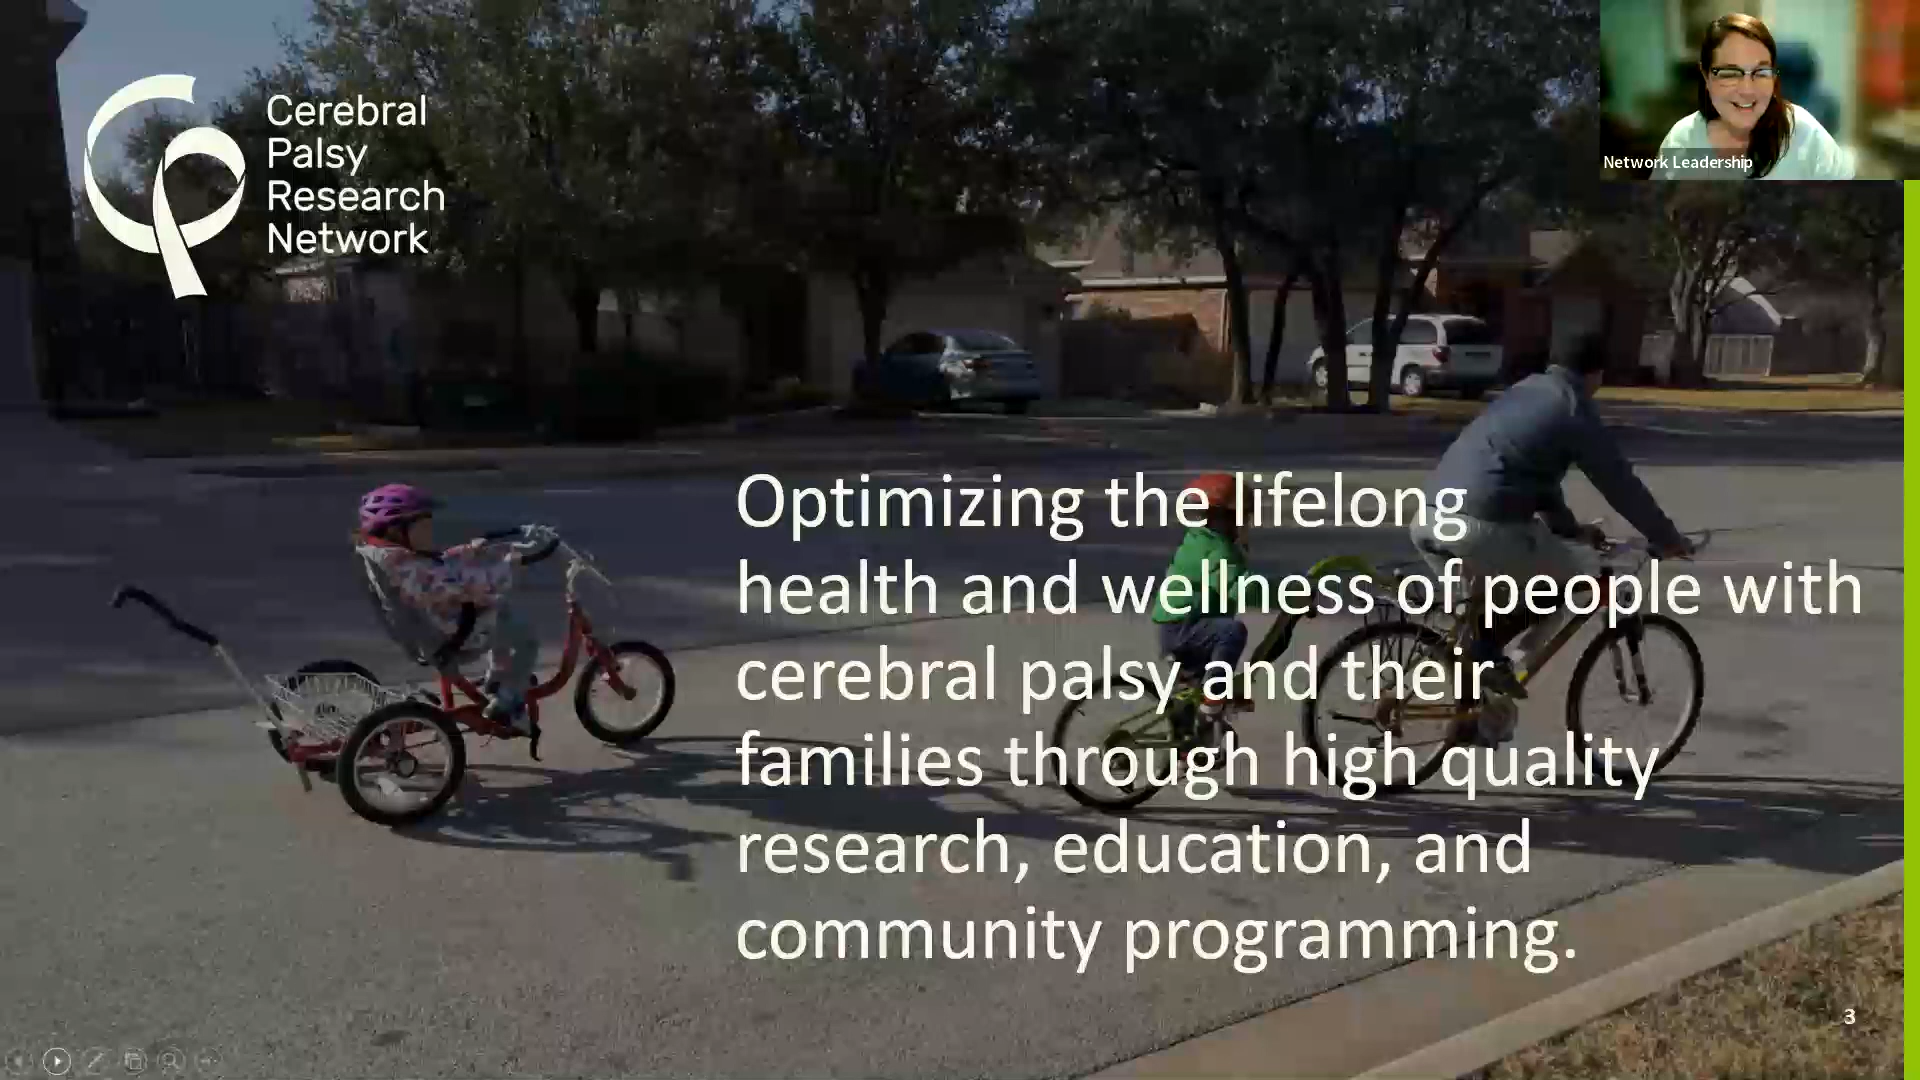 Cerebral
Palsy
Research
Network
Network Leadership
Optimizing the lifelong
health and wellness of people with
cerebral palsy and their
families through high quality
research, education, and
community programming.
3